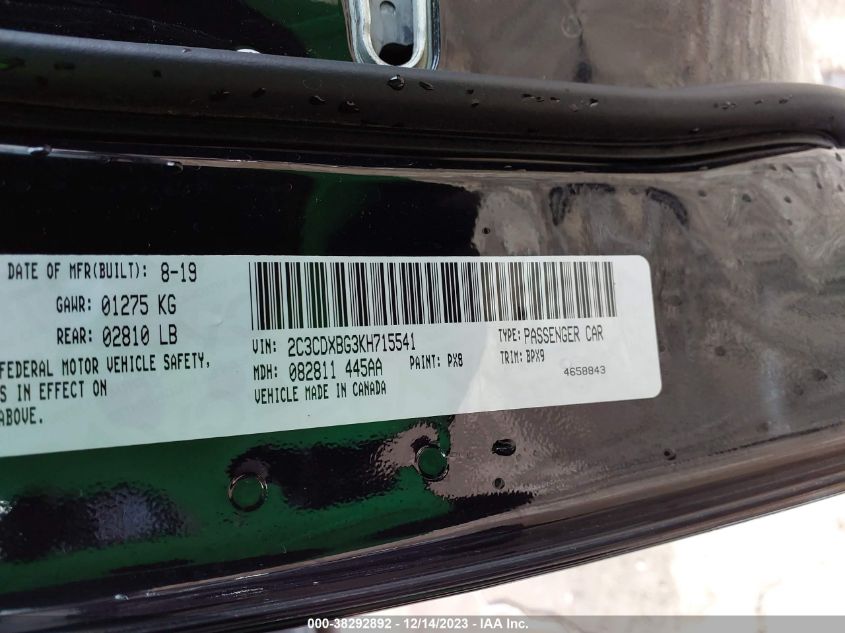 DATE OF MFR(BUILT): 8-19
GAWR: 01275 KG
REAR: 02810 LB
FEDERAL MOTOR VEHICLE SAFETY,
S IN EFFECT ON
ABOVE.
VIN: 2C3CDXBG3KH715541
TYPE: PASSENGER CAR
MDH: 082811 445AA
PAINT: PX8
TRIM: BPX9
VEHICLE MADE IN CANADA
4658843
000-38292892 - 12/14/2023 - IAA Inc.